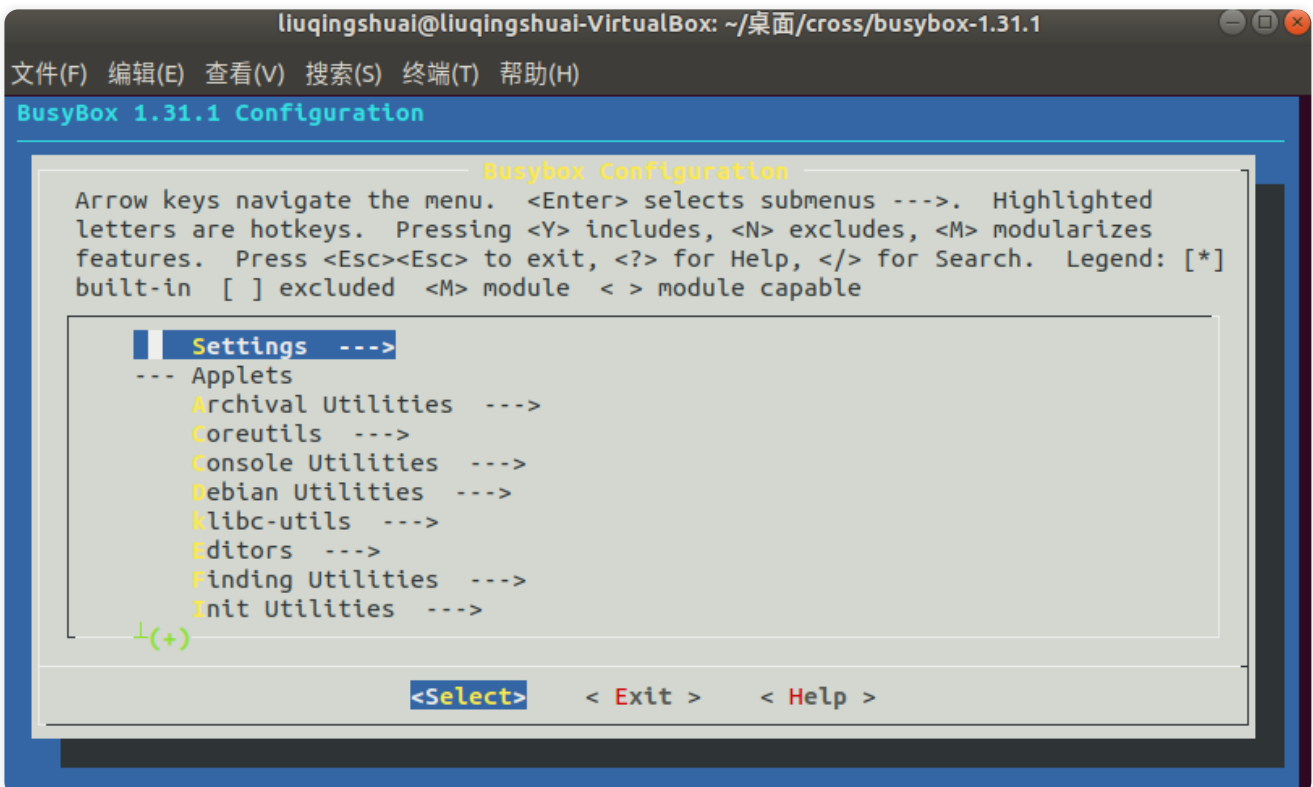 liuqingshuai@liuqingshuai-VirtualBox: ~/桌面/cross/busybox-1.31.1
文件(F) 编辑(E) 查看(V) 搜索(S) 终端(T) 帮助(H)
BusyBox 1.31.1 Configuration
Busybox Configuration
Arrow keys navigate the menu. <Enter> selects submenus --->. Highlighted
letters are hotkeys. Pressing <Y> includes, <N> excludes, <M> modularizes
features. Press <Esc><Esc> to exit, <?> for Help, </> for Search. Legend: [*]
built-in [ ] excluded <M> module < > module capable
Settings --->
--- Applets
Archival Utilities --->
Coreutils --->
Console Utilities --->
Debian Utilities --->
klibc-utils --->
Editors --->
Finding Utilities --->
Init Utilities --->
┴(+)
<Select> < Exit > < Help >